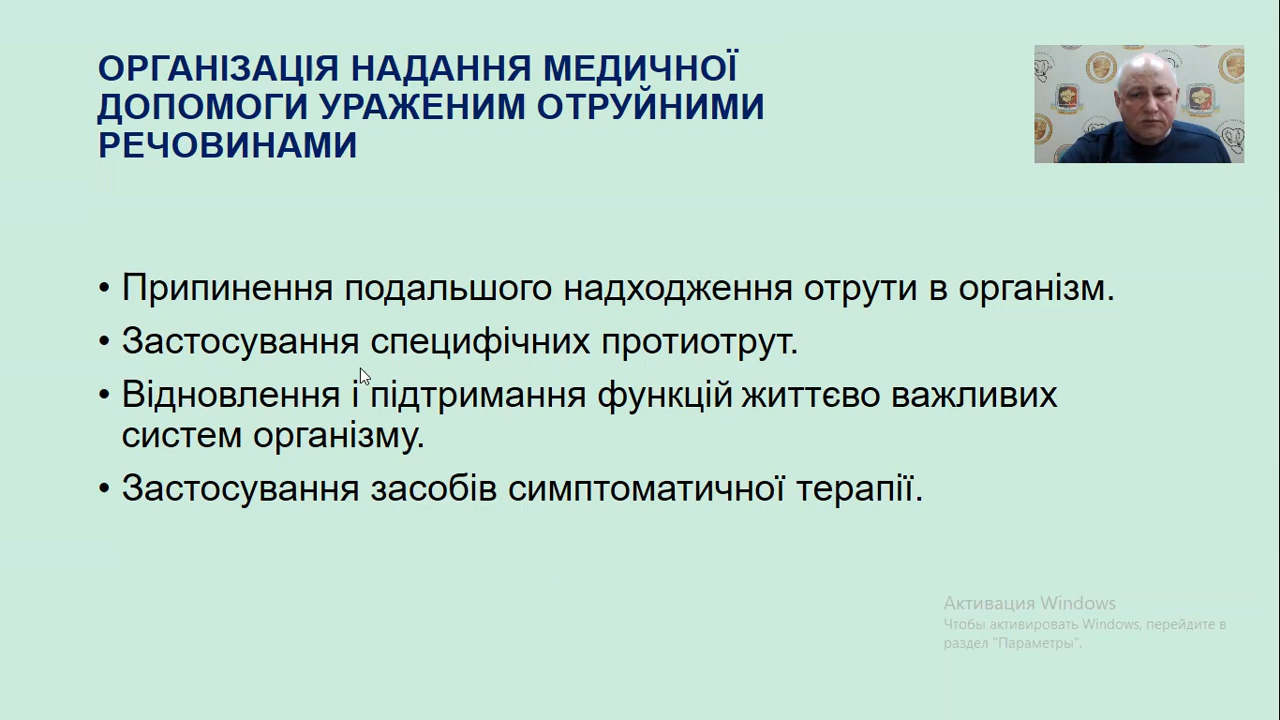 ОРГАНІЗАЦІЯ НАДАННЯ МЕДИЧНОЇ
ДОПОМОГИ УРАЖЕНИМ ОТРУЙНИМИ
РЕЧОВИНАМИ
• Припинення подальшого надходження отрути в організм.
• Застосування специфічних протиотрут.
• Відновлення і підтримання функцій життєво важливих
систем організму.
• Застосування засобів симптоматичної терапії.
Активация Windows
Чтобы активировать Windows, перейдите в
раздел "Параметры".